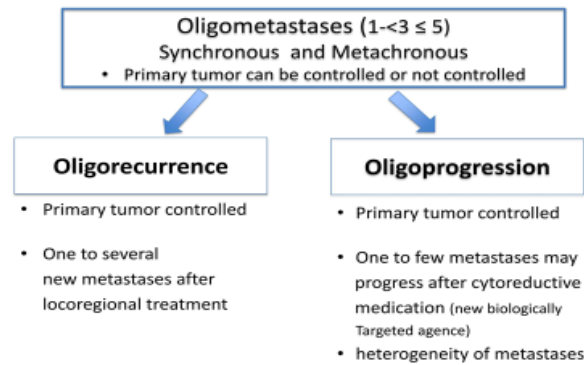 Oligometastases (1-<3 ≤ 5)
Synchronous and Metachronous
• Primary tumor can be controlled or not controlled
Oligorecurrence
• Primary tumor controlled
• One to several
new metastases after
locoregional treatment
Oligoprogression
• Primary tumor controlled
• One to few metastases may
progress after cytoreductive
medication (new biologically
Targeted agence)
• heterogeneity of metastases